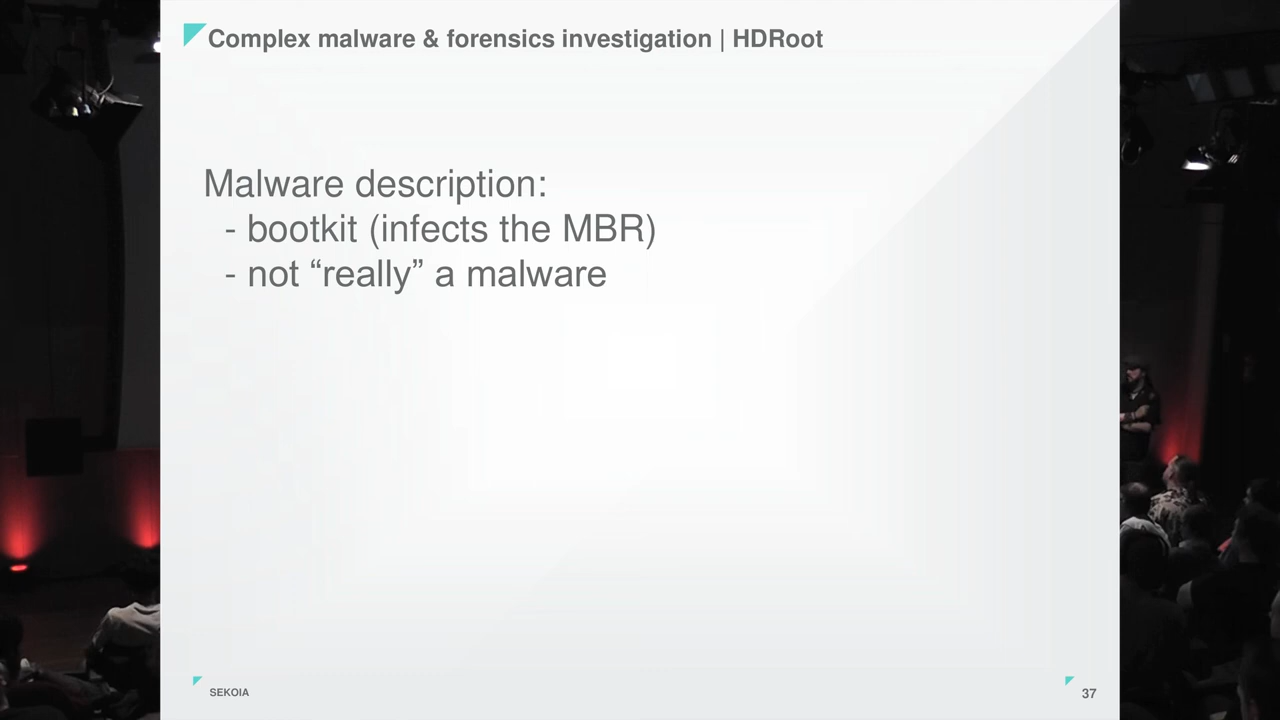 Complex malware & forensics investigation | HDRoot
Malware description:
- bootkit (infects the MBR)
- not “really” a malware
SEKOIA
37